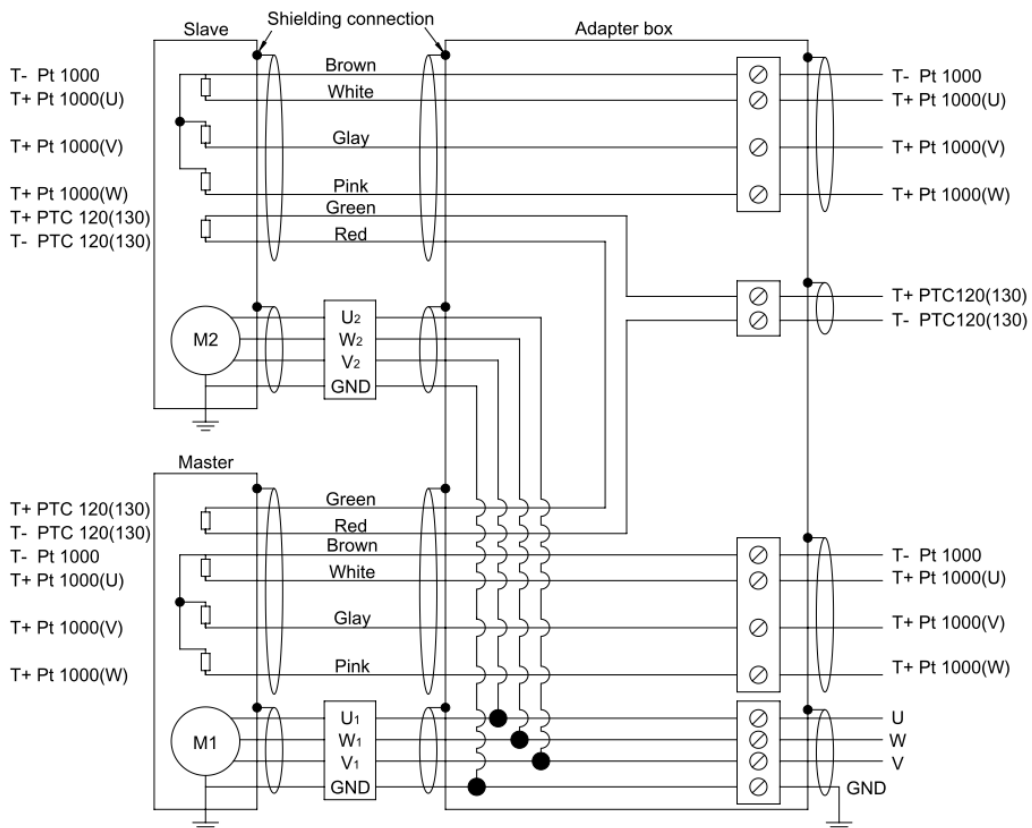 Slave
Shielding connection
Adapter box
T- Pt 1000
T+ Pt 1000(U)
T+ Pt 1000(V)
T+ Pt 1000(W)
T+ PTC 120(130)
T- PTC 120(130)
Brown
White
Glay
Pink
Green
Red
T- Pt 1000
T+ Pt 1000(U)
T+ Pt 1000(V)
T+ Pt 1000(W)
T+ PTC120(130)
T- PTC120(130)
M2
U2
W2
V2
GND
Master
T+ PTC 120(130)
T- PTC 120(130)
T- Pt 1000
T+ Pt 1000(U)
T+ Pt 1000(V)
T+ Pt 1000(W)
Green
Red
Brown
White
Glay
Pink
T- Pt 1000
T+ Pt 1000(U)
T+ Pt 1000(V)
T+ Pt 1000(W)
M1
U1
W1
V1
GND
U
W
V
GND